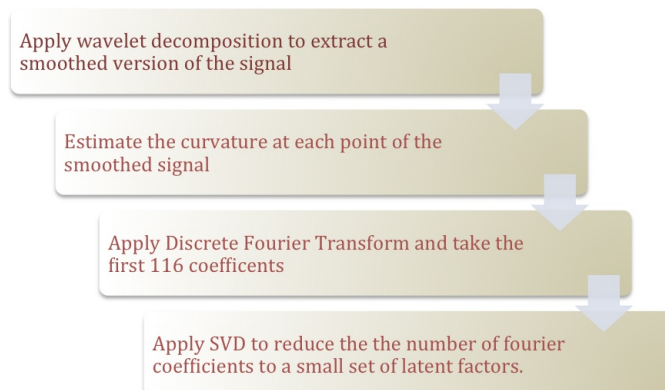 Apply wavelet decomposition to extract a
smoothed version of the signal
Estimate the curvature at each point of the
smoothed signal
Apply Discrete Fourier Transform and take the
first 116 coefficents
Apply SVD to reduce the the number of fourier
coefficients to a small set of latent factors.